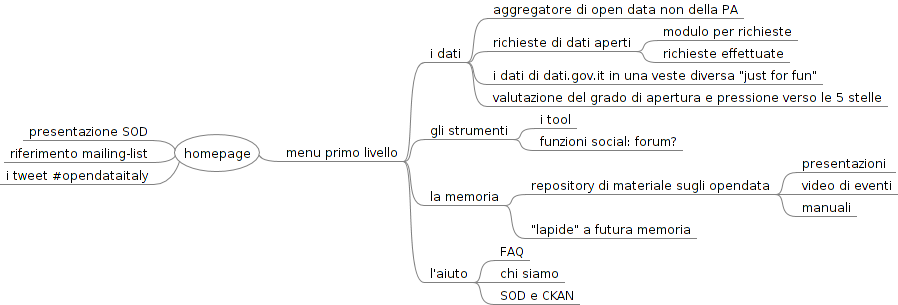 presentazione SOD
riferimento mailing-list
i tweet #opendataitaly
homepage
menu primo livello
i dati
aggregatore di open data non della PA
richieste di dati aperti
modulo per richieste
richieste effettuate
i dati di dati.gov.it in una veste diversa "just for fun"
valutazione del grado di apertura e pressione verso le 5 stelle
gli strumenti
i tool
funzioni social: forum?
la memoria
repository di materiale sugli opendata
presentazioni
video di eventi
manuali
"lapide" a futura memoria
l'aiuto
FAQ
chi siamo
SOD e CKAN